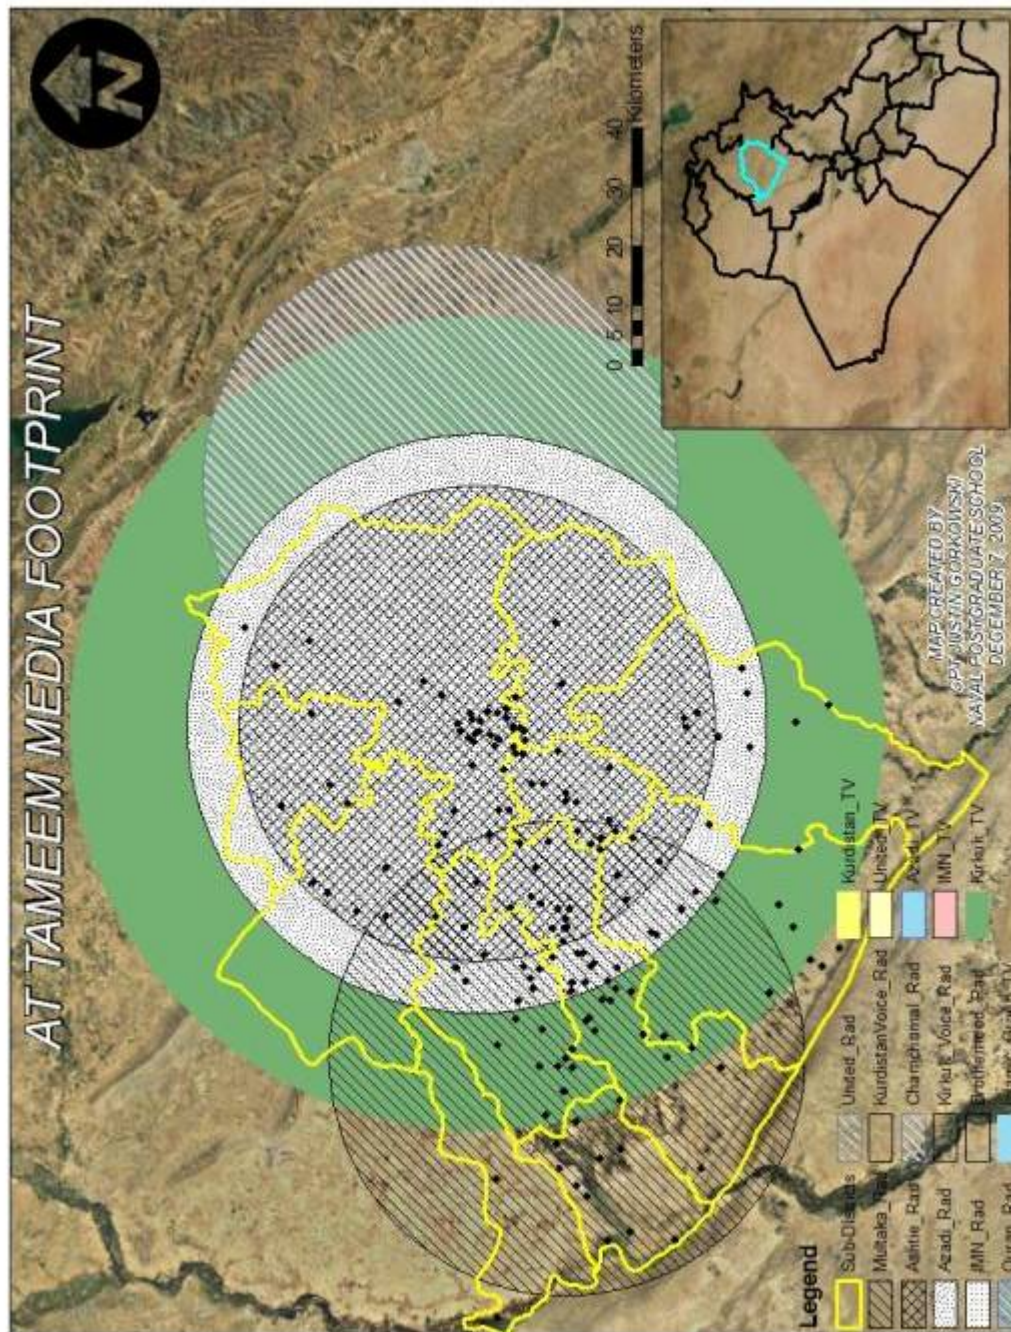 AT TAMEEM MEDIA FOOTPRINT
N
0 5 10 20 30 40
Kilometers
MAP CREATED BY
CPT JUSTIN GORKOWSKI
NAVAL POSTGRADUATE SCHOOL
DECEMBER 7, 2009
Legend
Sub-Districts
Multaka_Rad
Ashtie_Rad
Azadi_Rad
IMN_Rad
Quran_Rad
United_Rad
KurdistanVoice_Rad
Chamchamal_Rad
Kirkuk_Voice_Rad
Kurdistan_TV
United_TV
Azadi_TV
IMN_TV
Kirkuk_TV